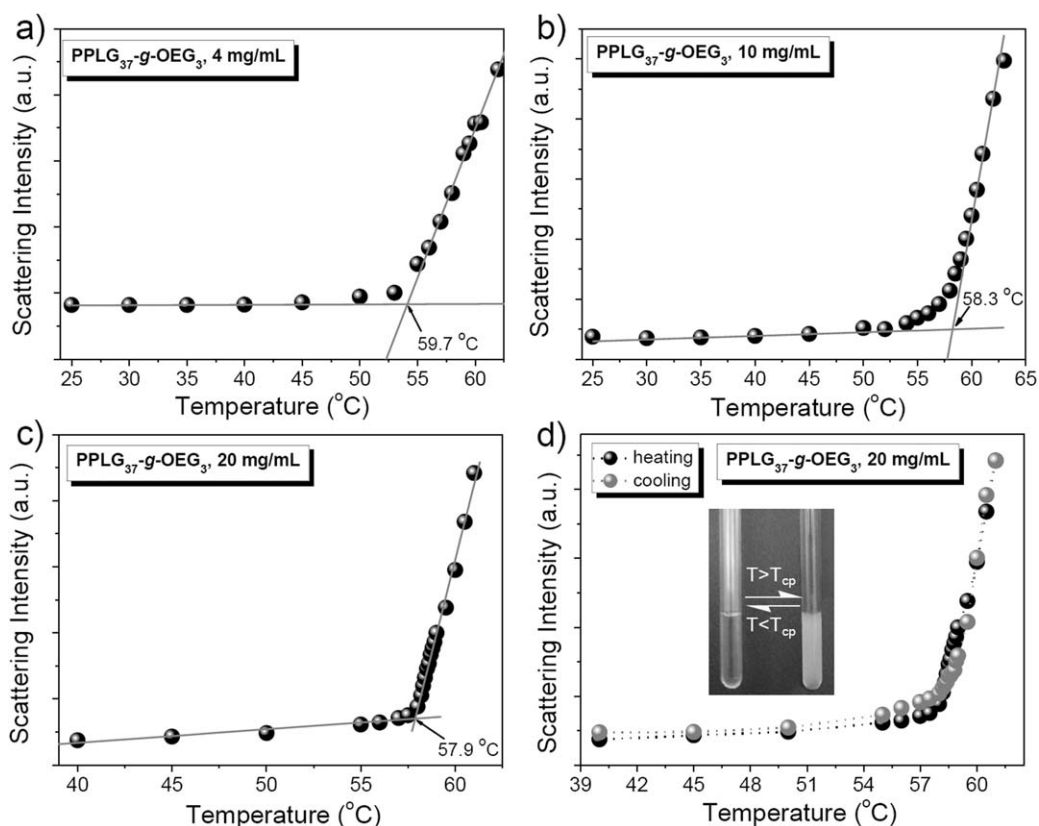 a)
PPLG37-g-OEG3, 4 mg/mL
Scattering Intensity (a.u.)
59.7 °C
25 30 35 40 45 50 55 60
Temperature (°C)
b)
PPLG37-g-OEG3, 10 mg/mL
Scattering Intensity (a.u.)
58.3 °C
25 30 35 40 45 50 55 60 65
Temperature (°C)
c)
PPLG37-g-OEG3, 20 mg/mL
Scattering Intensity (a.u.)
57.9 °C
40 45 50 55 60
Temperature (°C)
d)
heating
cooling
PPLG37-g-OEG3, 20 mg/mL
Scattering Intensity (a.u.)
T>Tcp
T<Tcp
39 42 45 48 51 54 57 60
Temperature (°C)